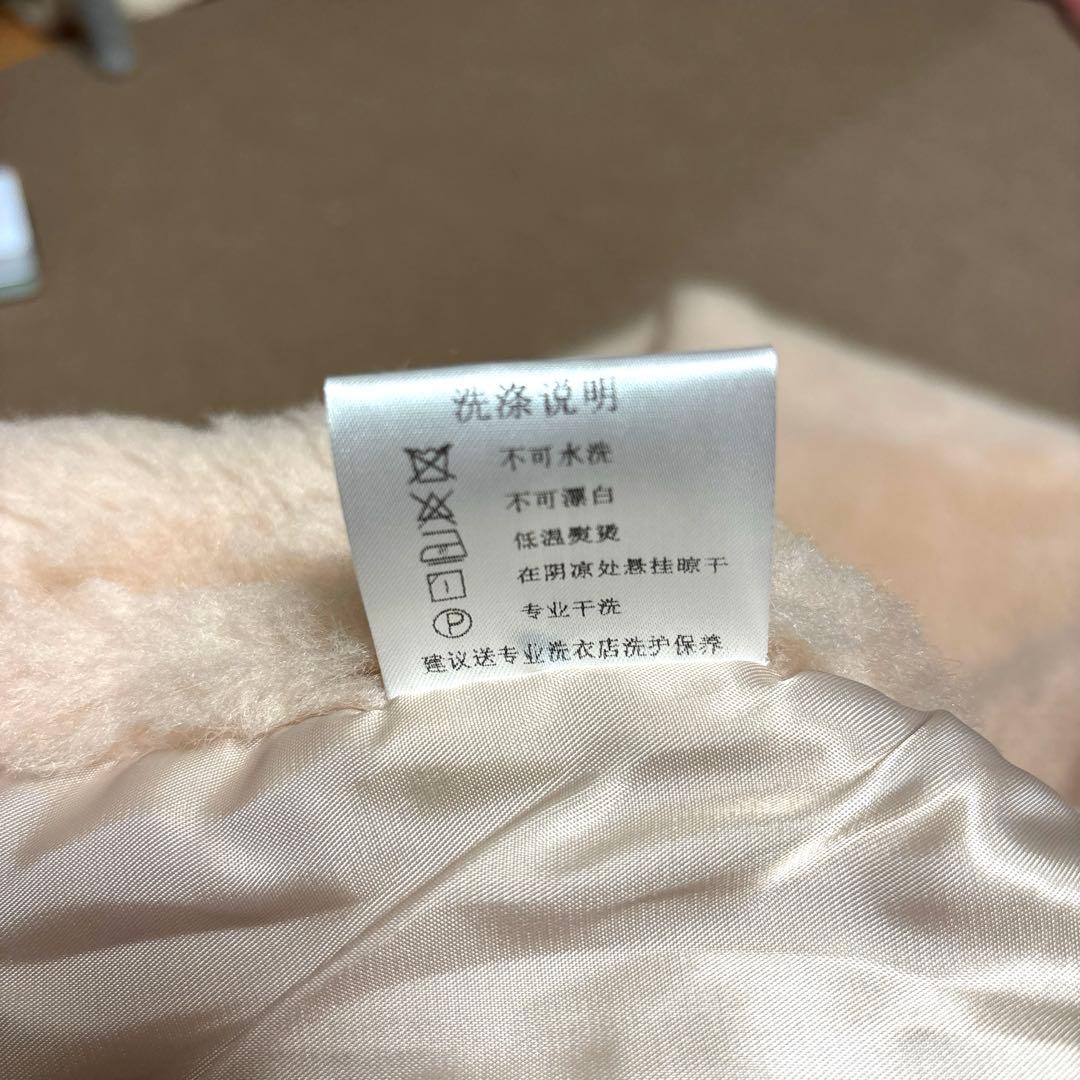 洗涤说明
不可水洗
不可漂白
低温熨烫
在阴凉处悬挂晾干
P 专业干洗
建议送专业洗衣店洗护保养